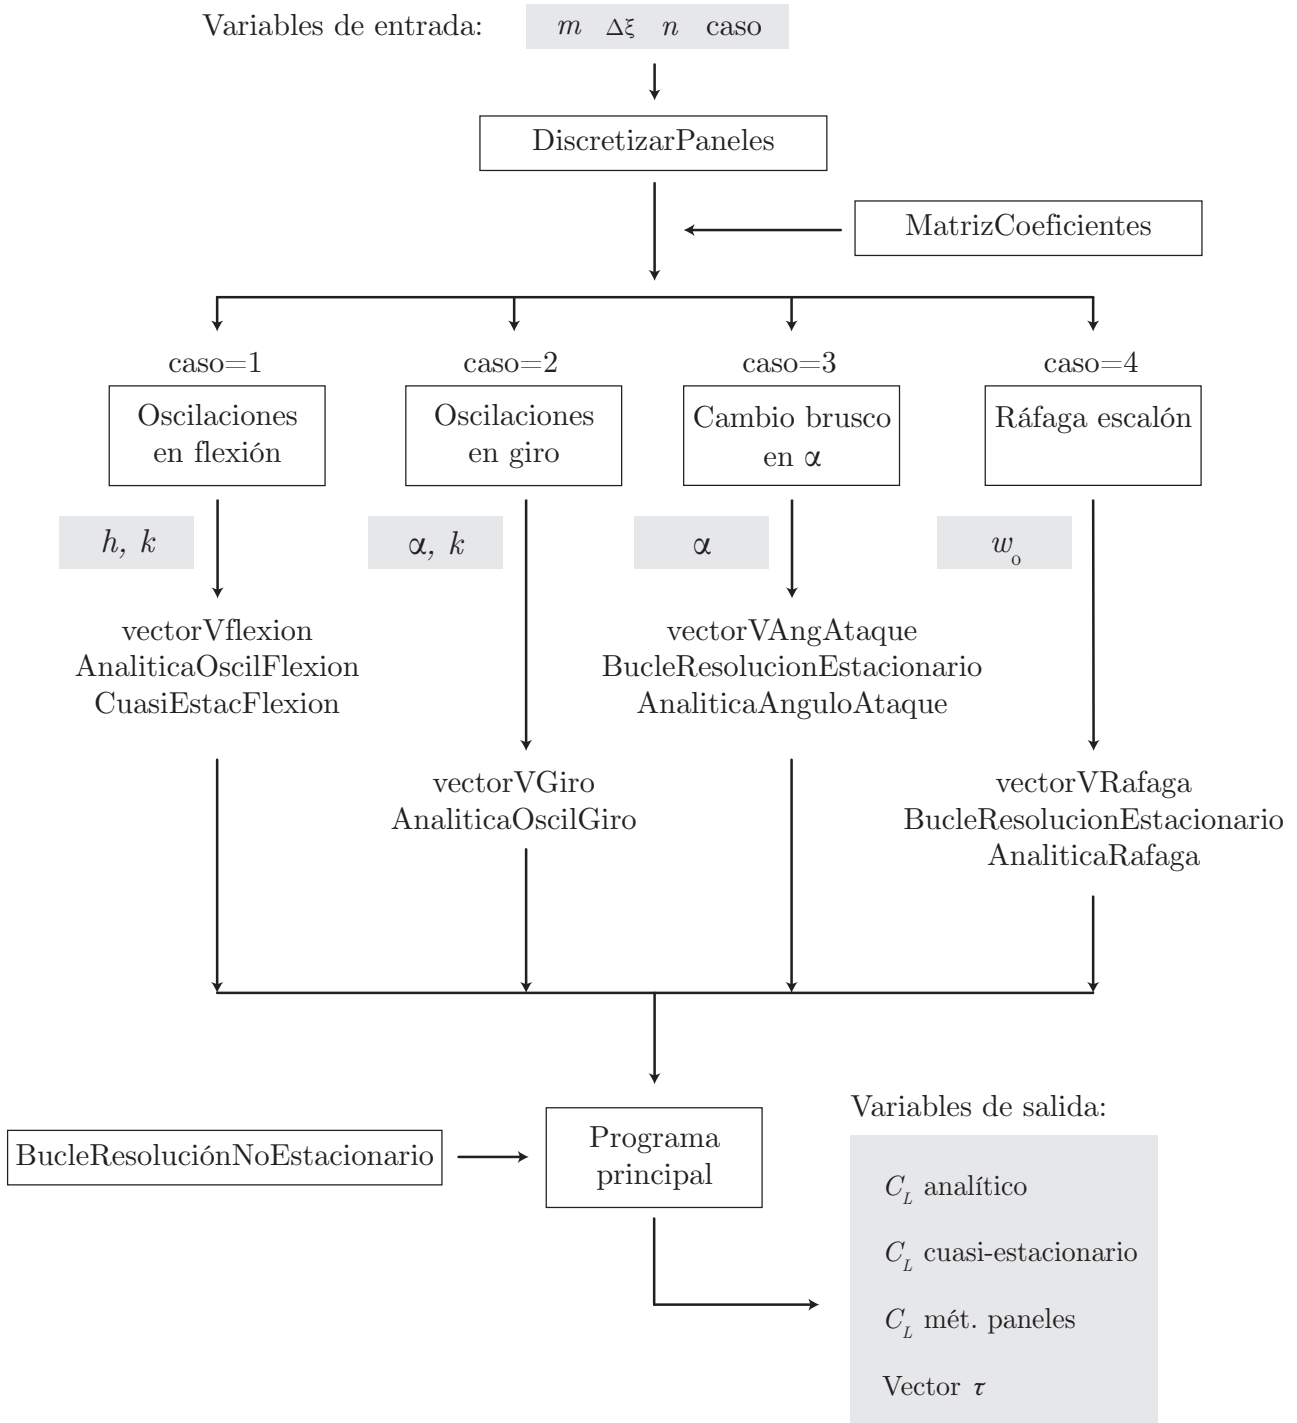 Variables de entrada: m Δξ n caso
DiscretizarPaneles
MatrizCoeficientes
caso=1
Oscilaciones
en flexión
h, k
vectorVflexion
AnaliticaOscilFlexion
CuasiEstacFlexion
caso=2
Oscilaciones
en giro
α, k
vectorVGiro
AnaliticaOscilGiro
caso=3
Cambio brusco
en α
α
vectorVAngAtaque
BucleResolucionEstacionario
AnaliticaAnguloAtaque
caso=4
Ráfaga escalón
w_o
vectorVRafaga
BucleResolucionEstacionario
AnaliticaRafaga
BucleResoluciónNoEstacionario
Programa
principal
Variables de salida:
C_L analítico
C_L cuasi-estacionario
C_L mét. paneles
Vector τ